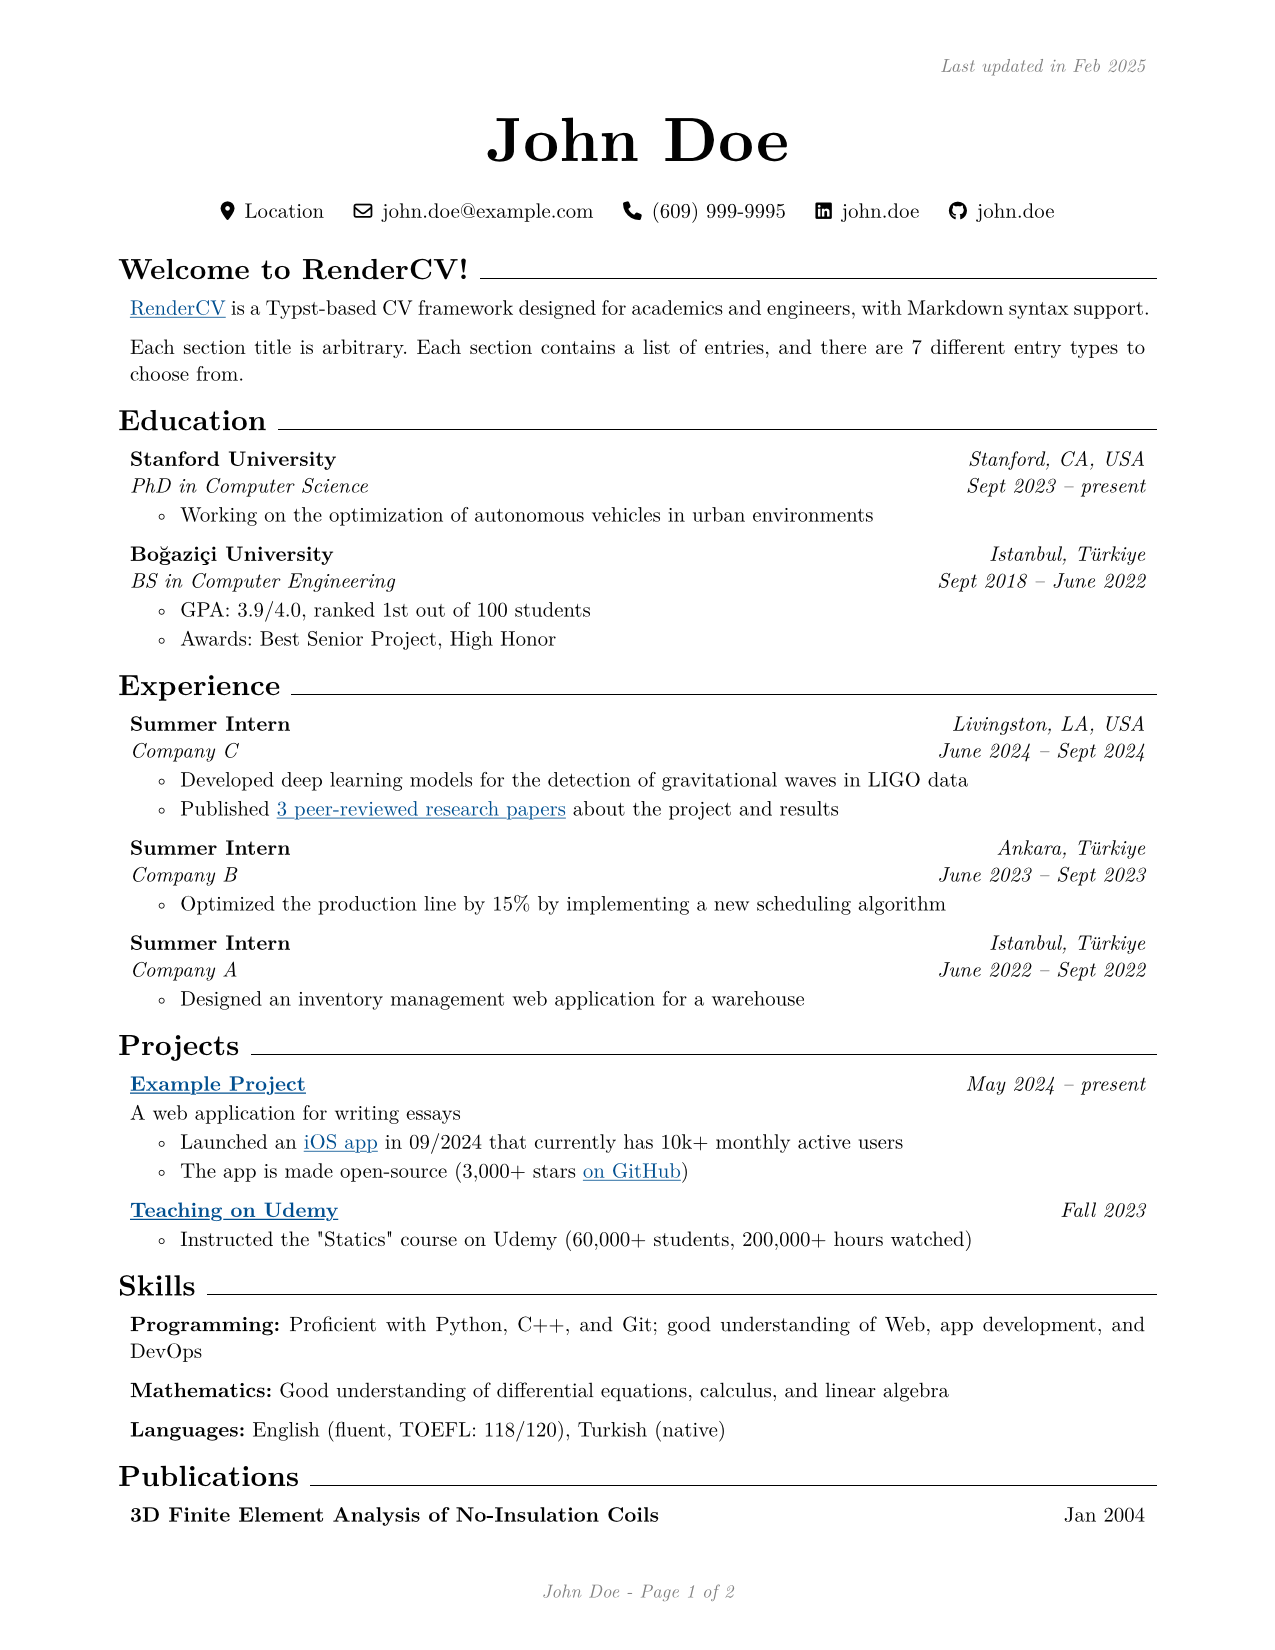 Last updated in Feb 2025
John Doe
Location john.doe@example.com (609) 999-9995 john.doe john.doe
Welcome to RenderCV!
RenderCV is a Typst-based CV framework designed for academics and engineers, with Markdown syntax support.
Each section title is arbitrary. Each section contains a list of entries, and there are 7 different entry types to
choose from.
Education
Stanford University Stanford, CA, USA
PhD in Computer Science Sept 2023 – present
◦ Working on the optimization of autonomous vehicles in urban environments
Boğaziçi University Istanbul, Türkiye
BS in Computer Engineering Sept 2018 – June 2022
◦ GPA: 3.9/4.0, ranked 1st out of 100 students
◦ Awards: Best Senior Project, High Honor
Experience
Summer Intern Livingston, LA, USA
Company C June 2024 – Sept 2024
◦ Developed deep learning models for the detection of gravitational waves in LIGO data
◦ Published 3 peer-reviewed research papers about the project and results
Summer Intern Ankara, Türkiye
Company B June 2023 – Sept 2023
◦ Optimized the production line by 15% by implementing a new scheduling algorithm
Summer Intern Istanbul, Türkiye
Company A June 2022 – Sept 2022
◦ Designed an inventory management web application for a warehouse
Projects
Example Project May 2024 – present
A web application for writing essays
◦ Launched an iOS app in 09/2024 that currently has 10k+ monthly active users
◦ The app is made open-source (3,000+ stars on GitHub)
Teaching on Udemy Fall 2023
◦ Instructed the "Statics" course on Udemy (60,000+ students, 200,000+ hours watched)
Skills
Programming: Proficient with Python, C++, and Git; good understanding of Web, app development, and
DevOps
Mathematics: Good understanding of differential equations, calculus, and linear algebra
Languages: English (fluent, TOEFL: 118/120), Turkish (native)
Publications
3D Finite Element Analysis of No-Insulation Coils Jan 2004
John Doe - Page 1 of 2